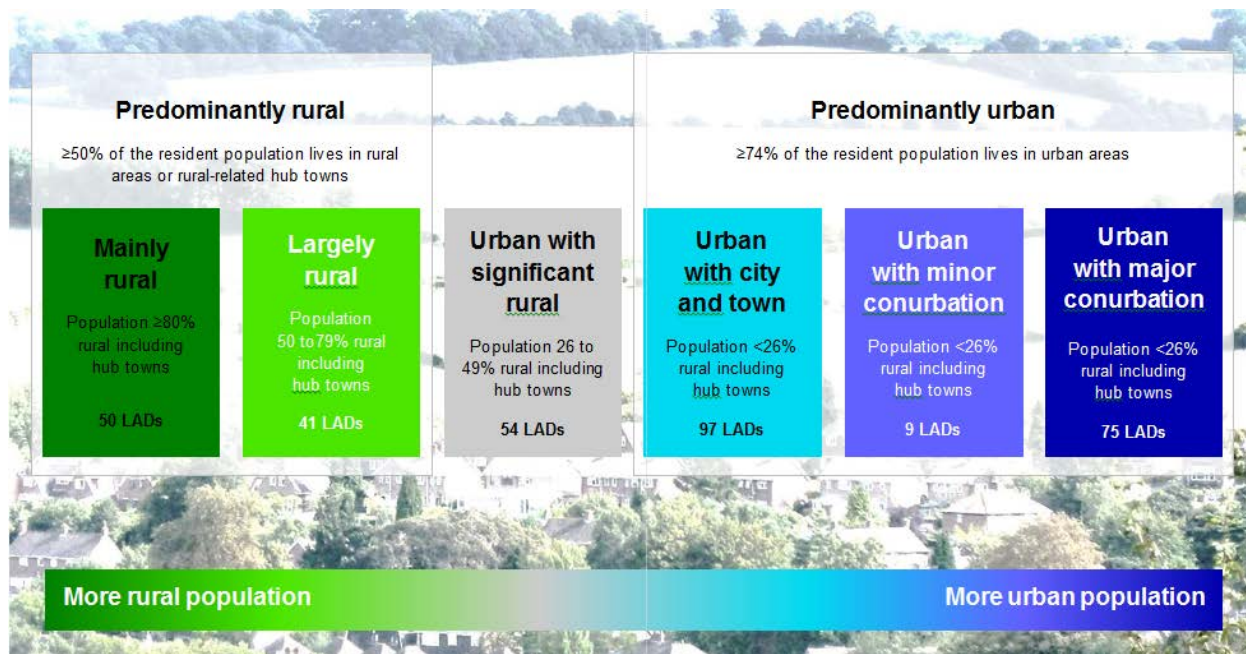 Predominantly rural
≥50% of the resident population lives in rural
areas or rural-related hub towns
Predominantly urban
≥74% of the resident population lives in urban areas
Mainly
rural
Population ≥80%
rural including
hub towns
50 LADs
Largely
rural
Population
50 to79% rural
including
hub towns
41 LADs
Urban with
significant
rural
Population 26 to
49% rural including
hub towns
54 LADs
Urban
with city
and town
Population <26%
rural including
hub towns
97 LADs
Urban
with minor
conurbation
Population <26%
rural including
hub towns
9 LADs
Urban
with major
conurbation
Population <26%
rural including
hub towns
75 LADs
More rural population
More urban population